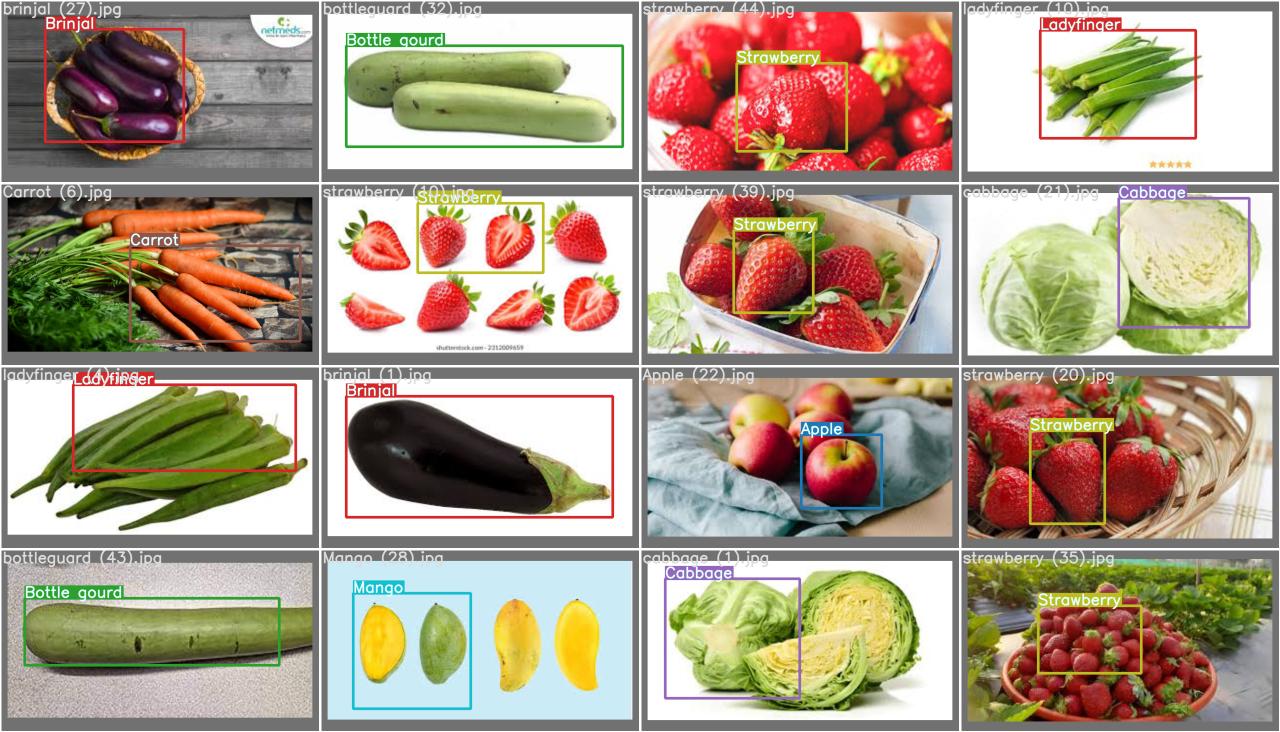 brinjal (27).jpg
Brinjal
netmeds.com
bottleguard (32).jpg
Bottle gourd
strawberry (44).jpg
Strawberry
ladyfinger (10).jpg
Ladyfinger
Carrot (6).jpg
Carrot
strawberry (10).jpg
Strawberry
shutterstock.com · 2312009659
strawberry (39).jpg
Strawberry
cabbage (21).jpg
Cabbage
ladyfinger (4).jpg
Ladyfinger
brinjal (1).jpg
Brinjal
Apple (22).jpg
Apple
strawberry (20).jpg
Strawberry
bottleguard (43).jpg
Bottle gourd
Mango (28).jpg
Mango
cabbage (1).jpg
Cabbage
strawberry (35).jpg
Strawberry